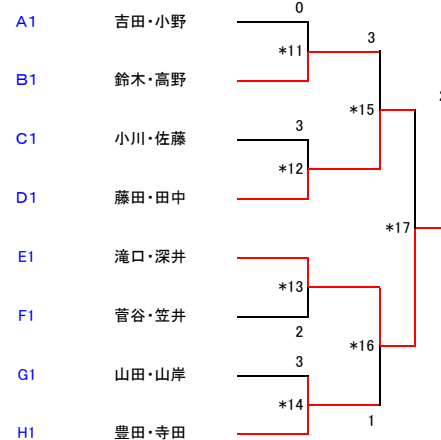 0
A1 吉田・小野
3
*11
B1 鈴木・高野
*15
3
C1 小川・佐藤
*12
D1 藤田・田中
*17
E1 滝口・深井
*13
F1 菅谷・笠井
2
*16
3
G1 山田・山岸
*14
1
H1 豊田・寺田